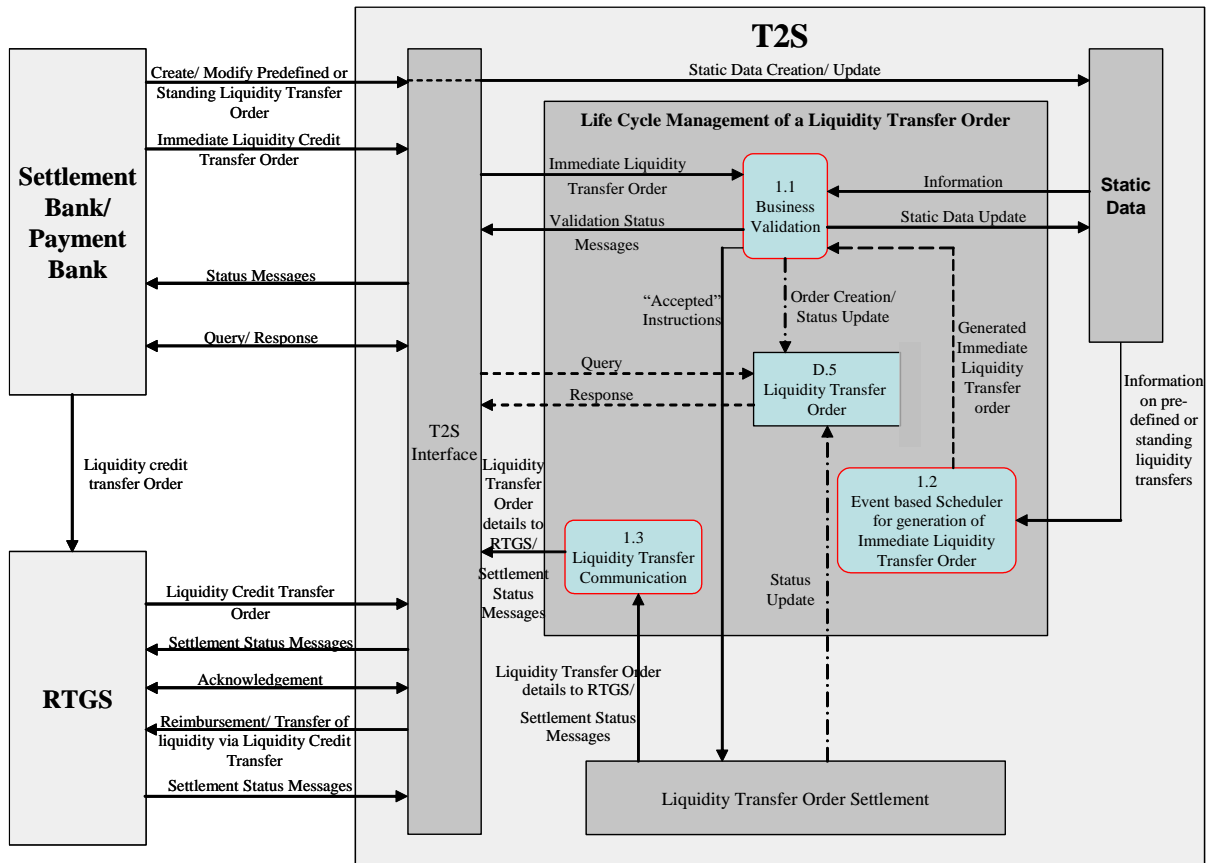 T2S
Create/ Modify Predefined or
Standing Liquidity Transfer
Order
Immediate Liquidity Credit
Transfer Order
Settlement
Bank/
Payment
Bank
Status Messages
Query/ Response
Liquidity credit
transfer Order
RTGS
Liquidity Credit Transfer
Order
Settlement Status Messages
Acknowledgement
Reimbursement/ Transfer of
liquidity via Liquidity Credit
Transfer
Settlement Status Messages
T2S
Interface
Static Data Creation/ Update
Life Cycle Management of a Liquidity Transfer Order
Immediate Liquidity
Transfer Order
Validation Status
Messages
1.1
Business
Validation
Information
Static Data Update
Static
Data
“Accepted”
Instructions
Order Creation/
Status Update
Generated
Immediate
Liquidity
Transfer
order
Query
Response
D.5
Liquidity Transfer
Order
Information
on pre-
defined or
standing
liquidity
transfers
Liquidity
Transfer
Order
details to
RTGS/
Settlement
Status
Messages
1.3
Liquidity Transfer
Communication
1.2
Event based Scheduler
for generation of
Immediate Liquidity
Transfer Order
Status
Update
Liquidity Transfer Order
details to RTGS/
Settlement Status
Messages
Liquidity Transfer Order Settlement